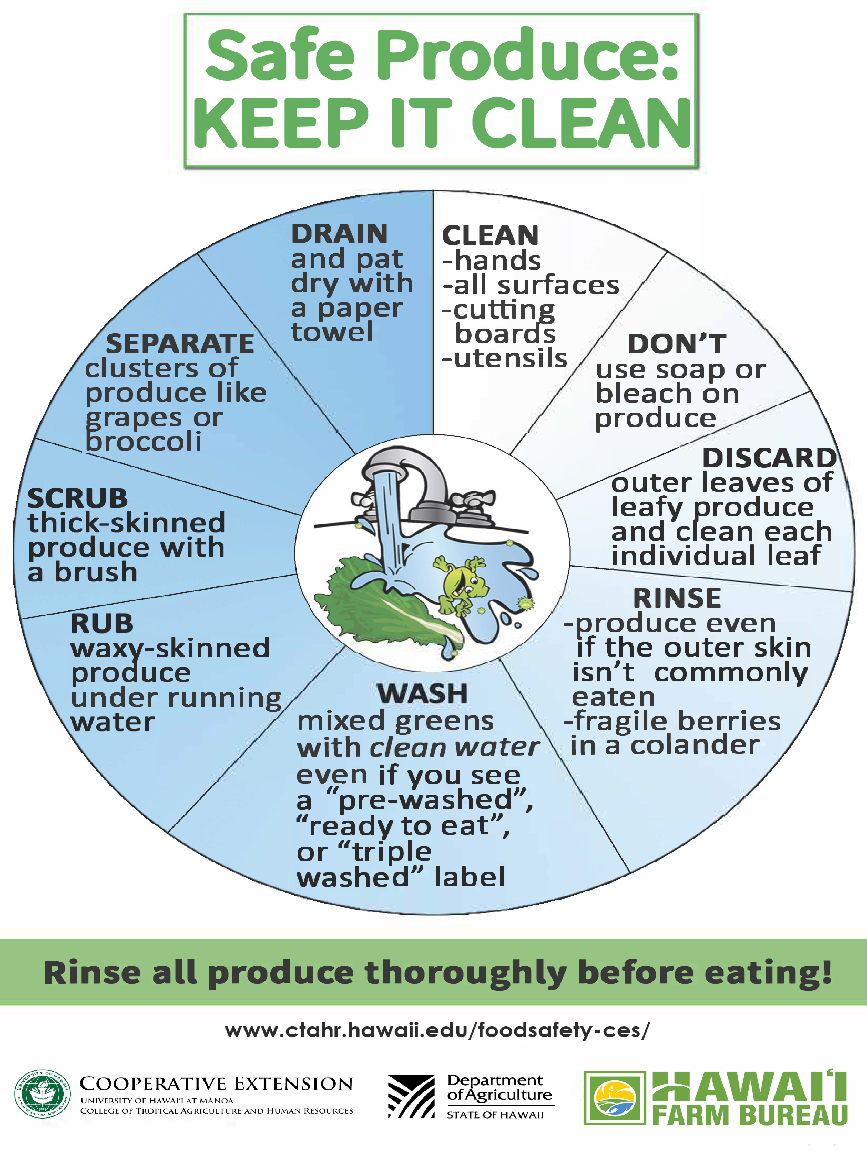 Safe Produce:
KEEP IT CLEAN
CLEAN
-hands
-all surfaces
-cutting
boards
-utensils
DON'T
use soap or
bleach on
produce
DISCARD
outer leaves of
leafy produce
and clean each
individual leaf
RINSE
-produce even
if the outer skin
isn't commonly
eaten
-fragile berries
in a colander
WASH
mixed greens
with clean water
even if you see
a "pre-washed",
"ready to eat",
or "triple
washed" label
RUB
waxy-skinned
produce
under running
water
SCRUB
thick-skinned
produce with
a brush
SEPARATE
clusters of
produce like
grapes or
broccoli
DRAIN
and pat
dry with
a paper
towel
Rinse all produce thoroughly before eating!
www.ctahr.hawaii.edu/foodsafety-ces/
COOPERATIVE EXTENSION
UNIVERSITY OF HAWAI'I AT MĀNOA
COLLEGE OF TROPICAL AGRICULTURE AND HUMAN RESOURCES
Department
of Agriculture
STATE OF HAWAII
HAWAI'I
FARM BUREAU